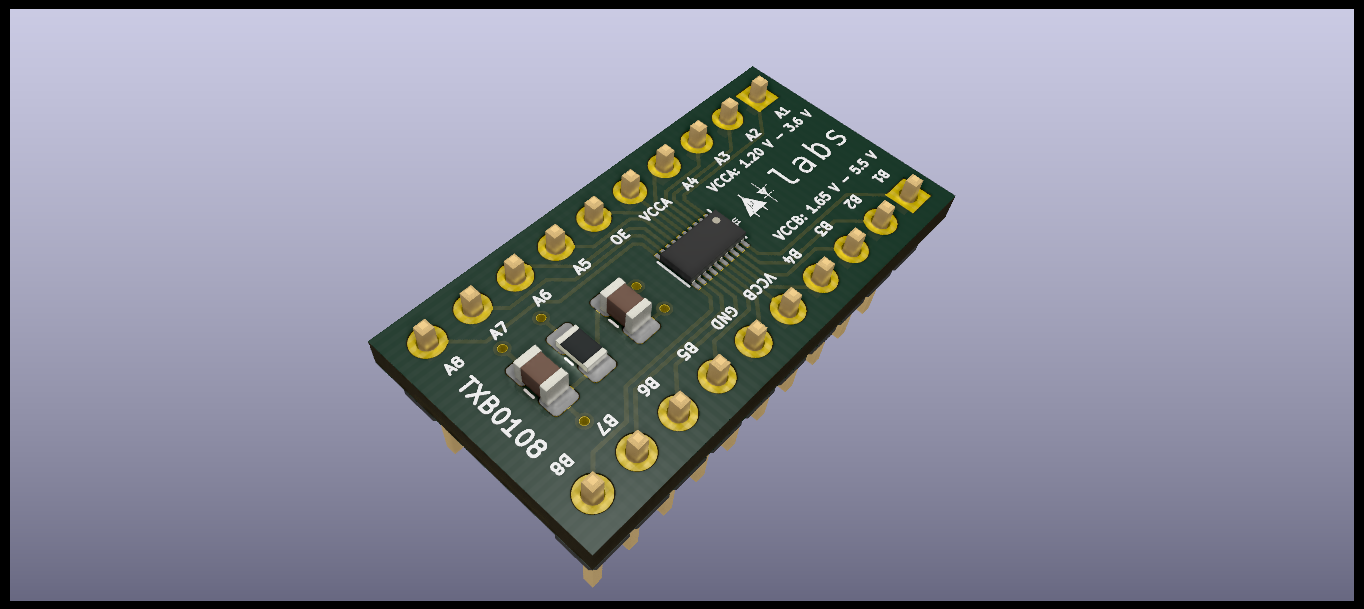 A1
A2
A3
A4
VCCA
OE
A5
A6
A7
A8
VCCA: 1.20 V - 3.6 V
labs
VCCB: 1.65 V - 5.5 V
B1
B2
B3
B4
VCCB
GND
B5
B6
B7
B8
TXB0108